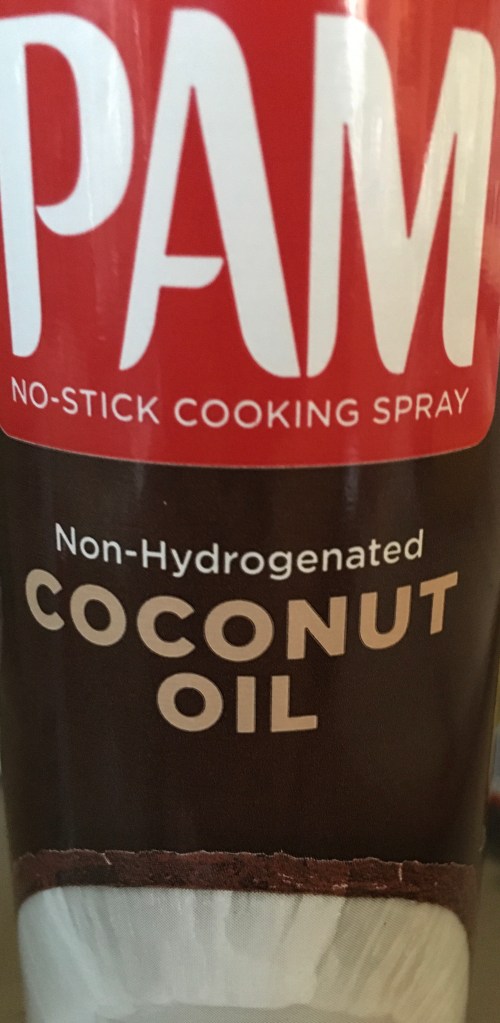 PAM
NO-STICK COOKING SPRAY
Non-Hydrogenated
COCONUT
OIL